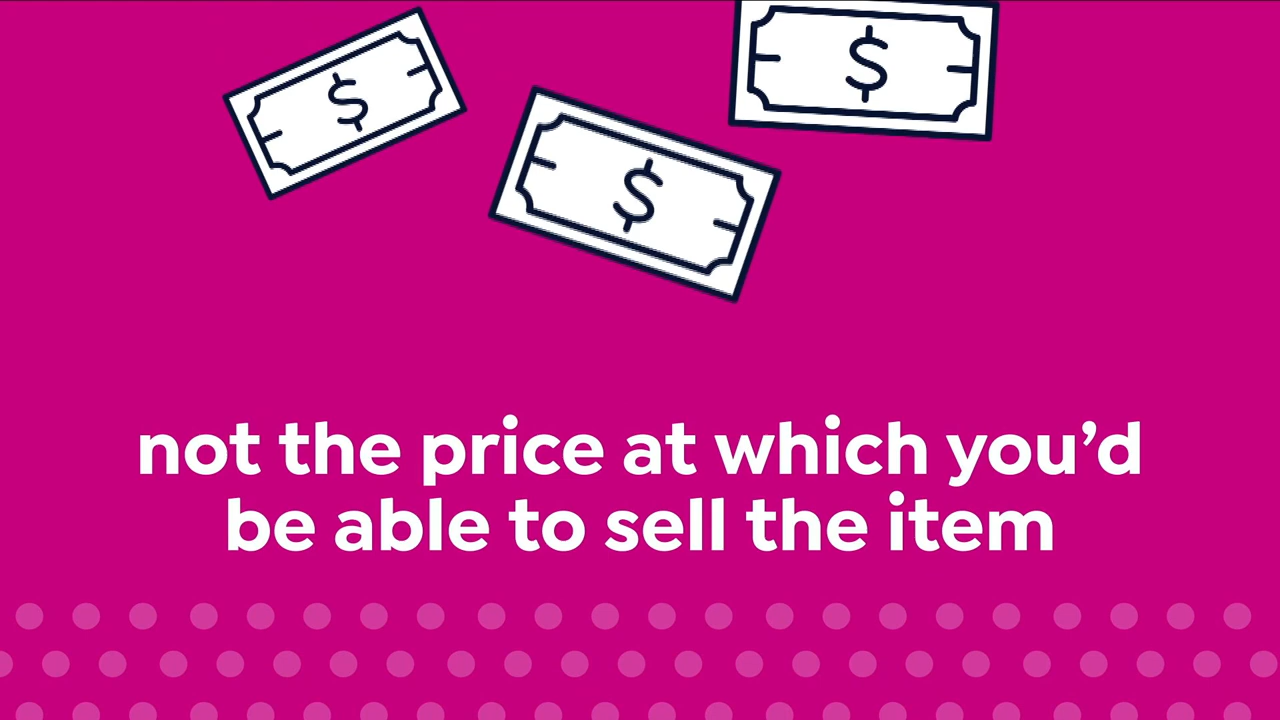 $
$
$
not the price at which you’d
be able to sell the item